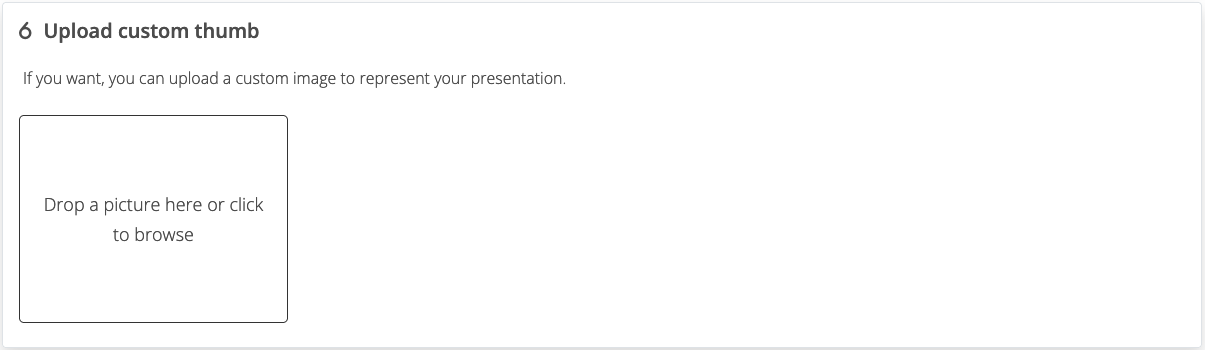 6 Upload custom thumb
If you want, you can upload a custom image to represent your presentation.
Drop a picture here or click
to browse